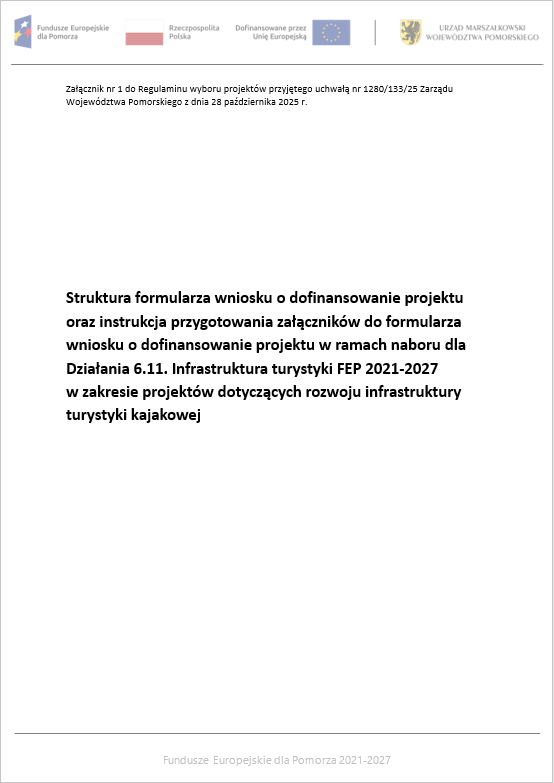 Fundusze Europejskie
dla Pomorza
Rzeczpospolita
Polska
Dofinansowane przez
Unię Europejską
URZĄD MARSZAŁKOWSKI
WOJEWÓDZTWA POMORSKIEGO
Załącznik nr 1 do Regulaminu wyboru projektów przyjętego uchwałą nr 1280/133/25 Zarządu
Województwa Pomorskiego z dnia 28 października 2025 r.
Struktura formularza wniosku o dofinansowanie projektu
oraz instrukcja przygotowania załączników do formularza
wniosku o dofinansowanie projektu w ramach naboru dla
Działania 6.11. Infrastruktura turystyki FEP 2021-2027
w zakresie projektów dotyczących rozwoju infrastruktury
turystyki kajakowej
Fundusze Europejskie dla Pomorza 2021-2027